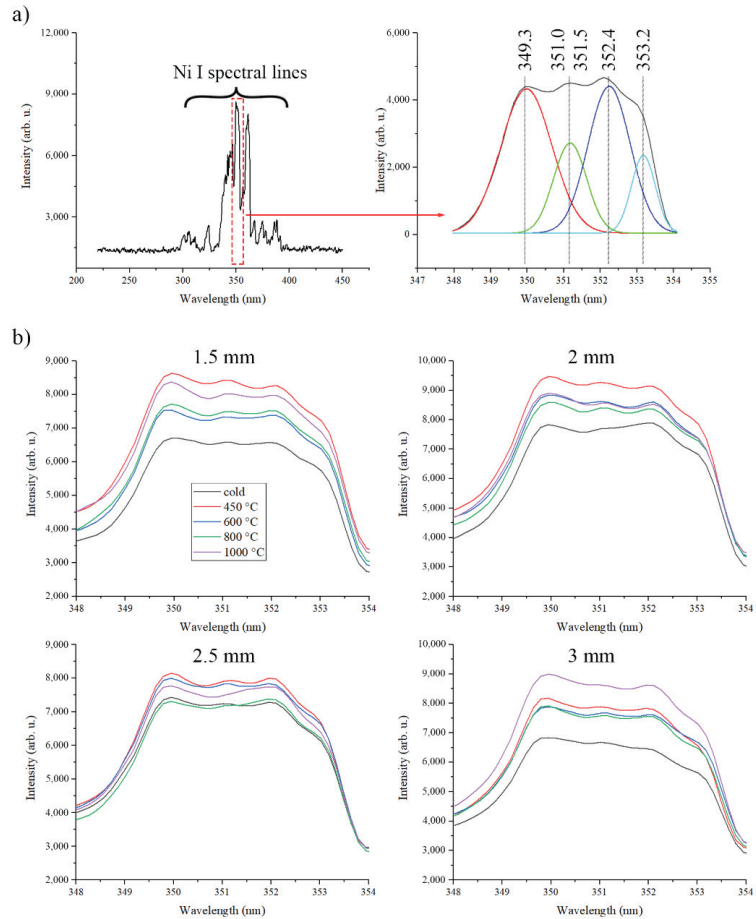 a)
Ni I spectral lines
12,000
9,000
6,000
3,000
Intensity (arb. u.)
200 250 300 350 400 450
Wavelength (nm)
349.3
351.0
351.5
352.4
353.2
6,000
4,000
2,000
0
Intensity (arb. u.)
347 348 349 350 351 352 353 354 355
Wavelength (nm)
b)
1.5 mm
9,000
8,000
7,000
6,000
5,000
4,000
3,000
2,000
Intensity (arb. u.)
cold
450 °C
600 °C
800 °C
1000 °C
348 349 350 351 352 353 354
Wavelength (nm)
2 mm
10,000
9,000
8,000
7,000
6,000
5,000
4,000
3,000
2,000
Intensity (arb. u.)
348 349 350 351 352 353 354
Wavelength (nm)
2.5 mm
9,000
8,000
7,000
6,000
5,000
4,000
3,000
2,000
Intensity (arb. u.)
348 349 350 351 352 353 354
Wavelength (nm)
3 mm
10,000
9,000
8,000
7,000
6,000
5,000
4,000
3,000
2,000
Intensity (arb. u.)
348 349 350 351 352 353 354
Wavelength (nm)